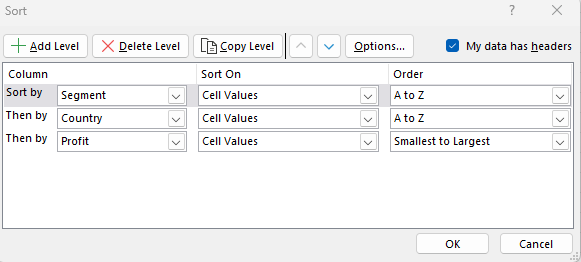 Sort ?
Add Level Delete Level Copy Level Options... My data has headers
Column Sort On Order
Sort by Segment Cell Values A to Z
Then by Country Cell Values A to Z
Then by Profit Cell Values Smallest to Largest
OK Cancel